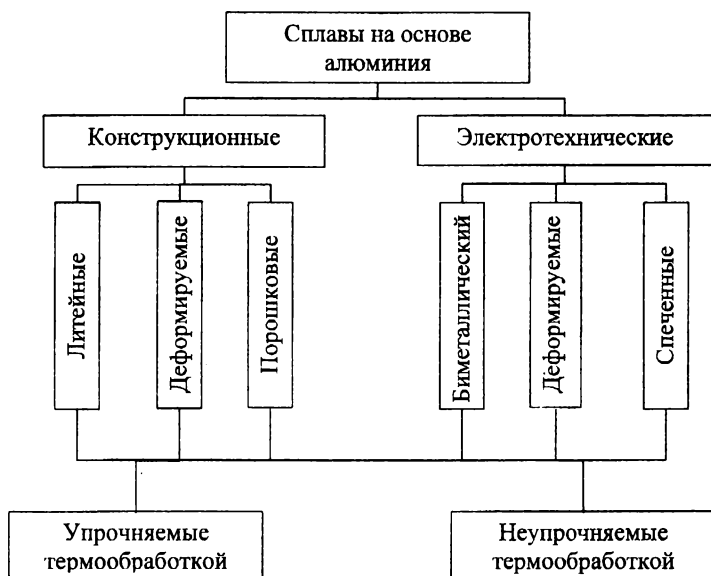 Сплавы на основе
алюминия
Конструкционные
Электротехнические
Литейные
Деформируемые
Порошковые
Биметаллический
Деформируемые
Спеченные
Упрочняемые
термообработкой
Неупрочняемые
термообработкой